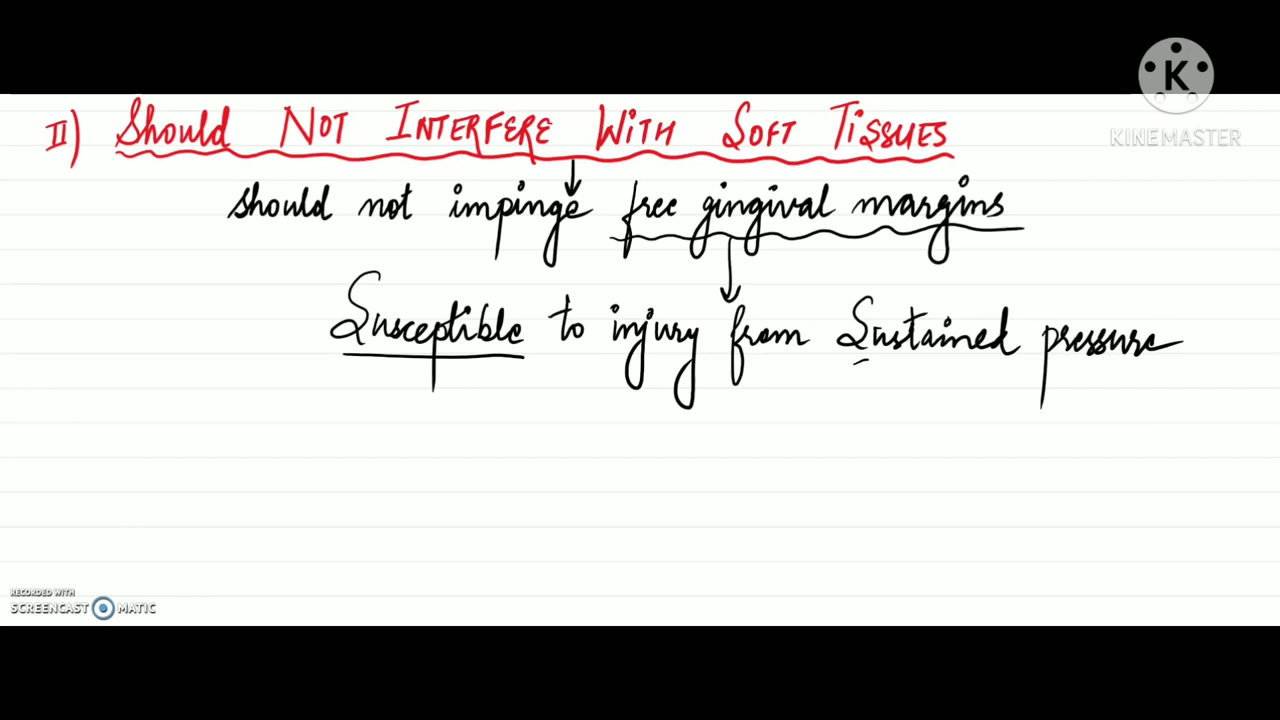 II) Should NOT INTERFERE WITH SOFT TISSUES
should not impinge free gingival margins
Susceptible to injury from Sustained pressure
K
KINEMASTER
RECORDED WITH
SCREENCAST MATIC